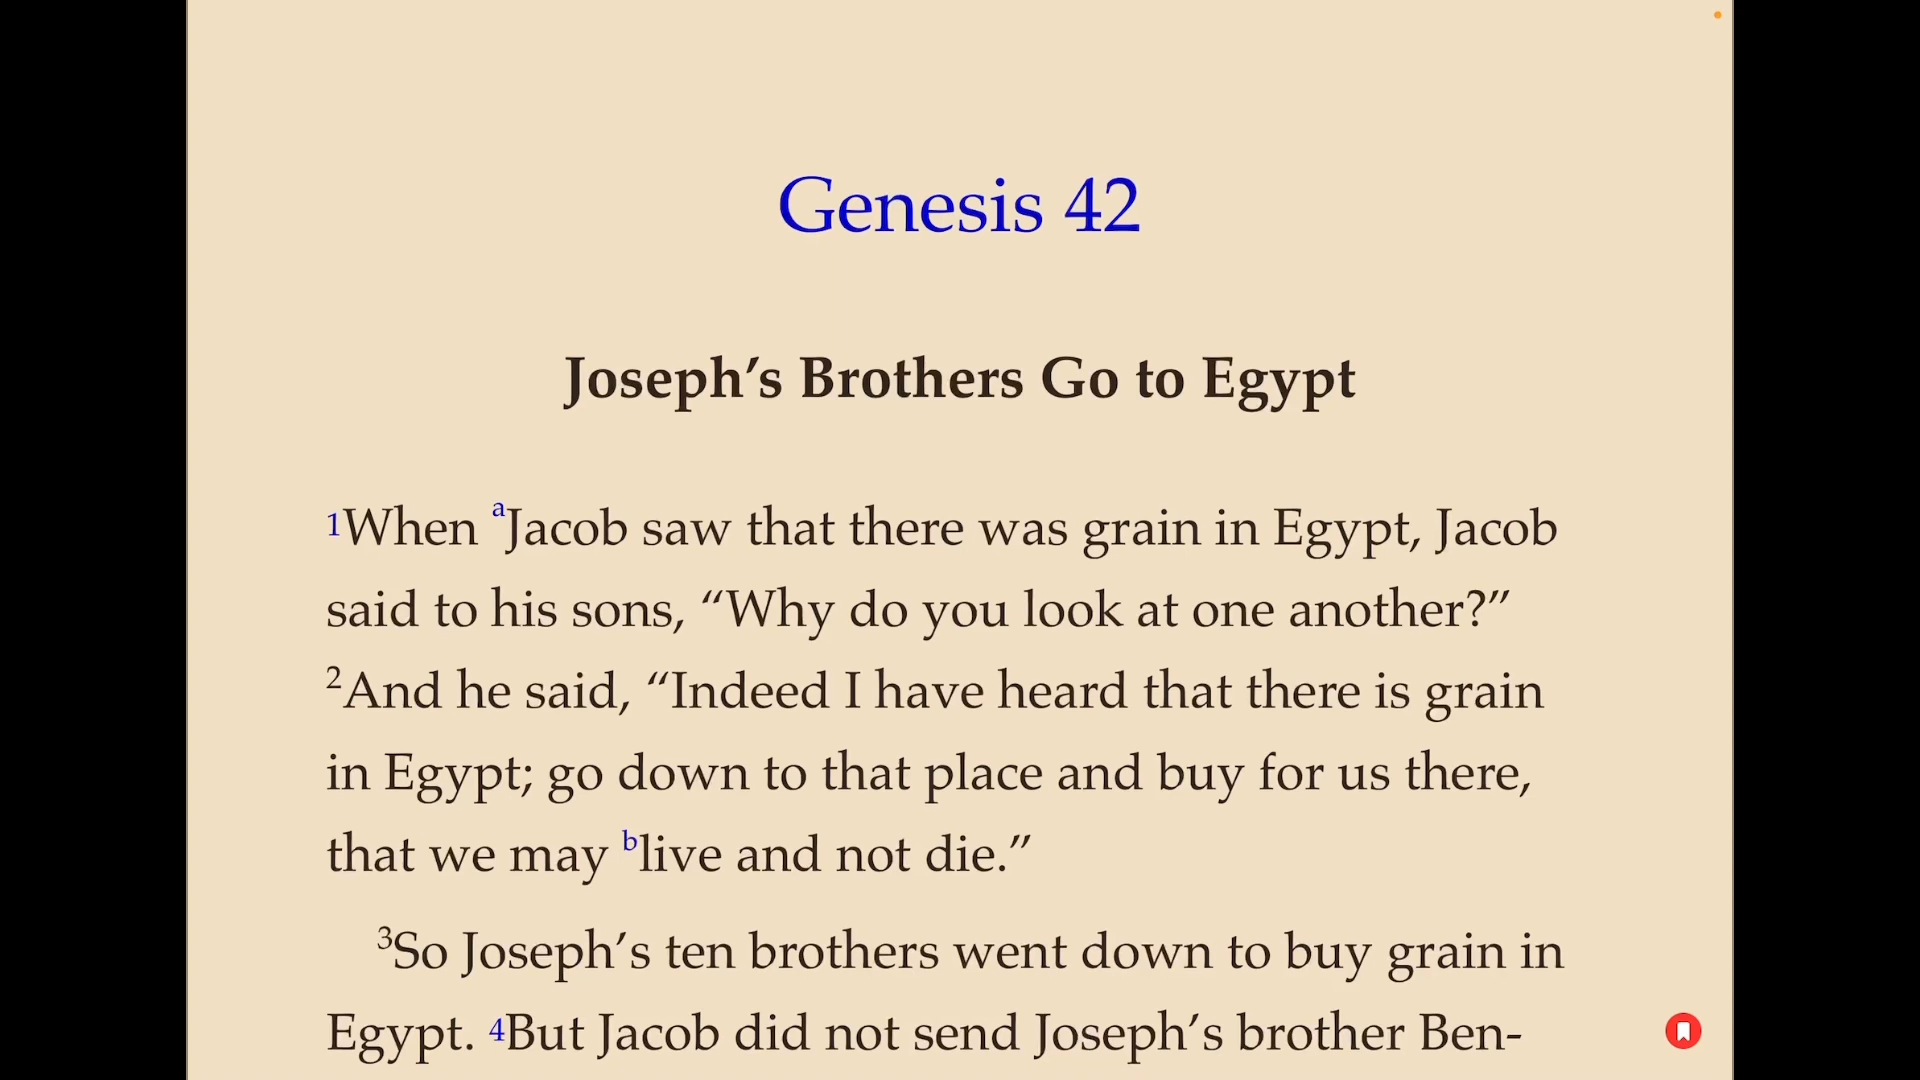 Genesis 42
Joseph’s Brothers Go to Egypt
1When aJacob saw that there was grain in Egypt, Jacob
said to his sons, “Why do you look at one another?”
2And he said, “Indeed I have heard that there is grain
in Egypt; go down to that place and buy for us there,
that we may blive and not die.”
3So Joseph’s ten brothers went down to buy grain in
Egypt. 4But Jacob did not send Joseph’s brother Ben-